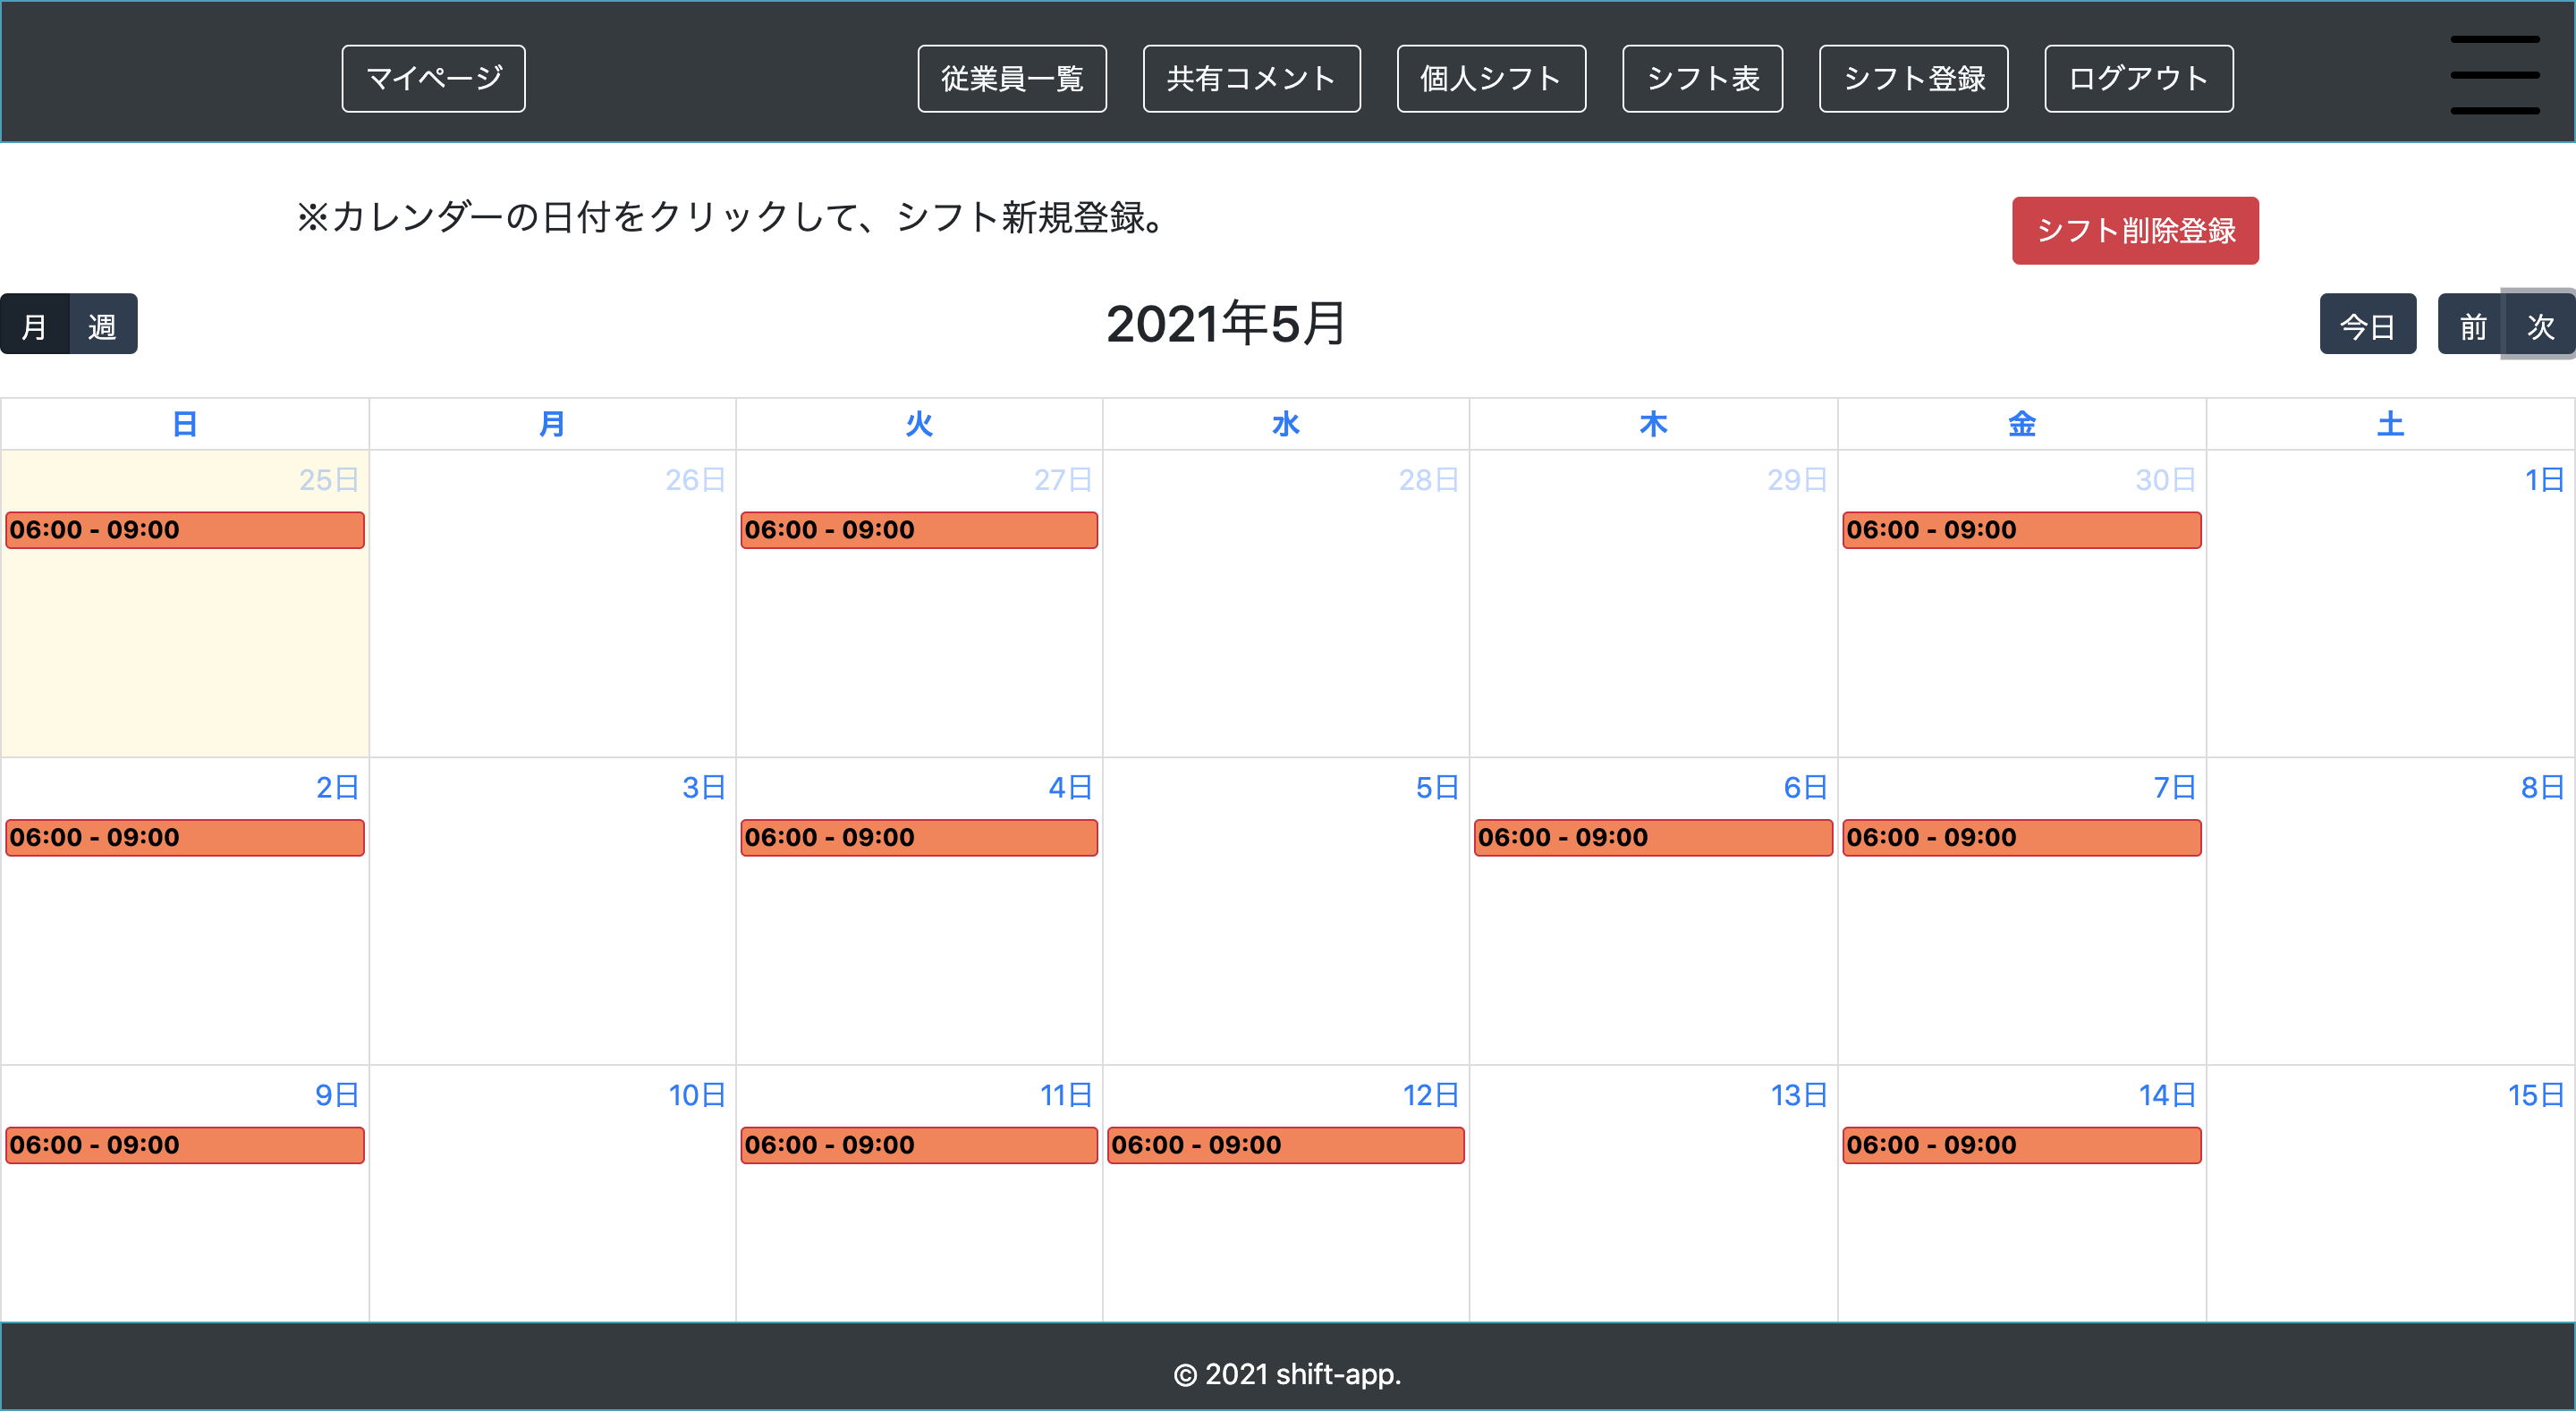 マイページ 従業員一覧 共有コメント 個人シフト シフト表 シフト登録 ログアウト
※カレンダーの日付をクリックして、シフト新規登録。 シフト削除登録
月 週 2021年5月 今日 前 次
日 月 火 水 木 金 土
25日 26日 27日 28日 29日 30日 1日
06:00 - 09:00 06:00 - 09:00 06:00 - 09:00
2日 3日 4日 5日 6日 7日 8日
06:00 - 09:00 06:00 - 09:00 06:00 - 09:00 06:00 - 09:00
9日 10日 11日 12日 13日 14日 15日
06:00 - 09:00 06:00 - 09:00 06:00 - 09:00 06:00 - 09:00
© 2021 shift-app.